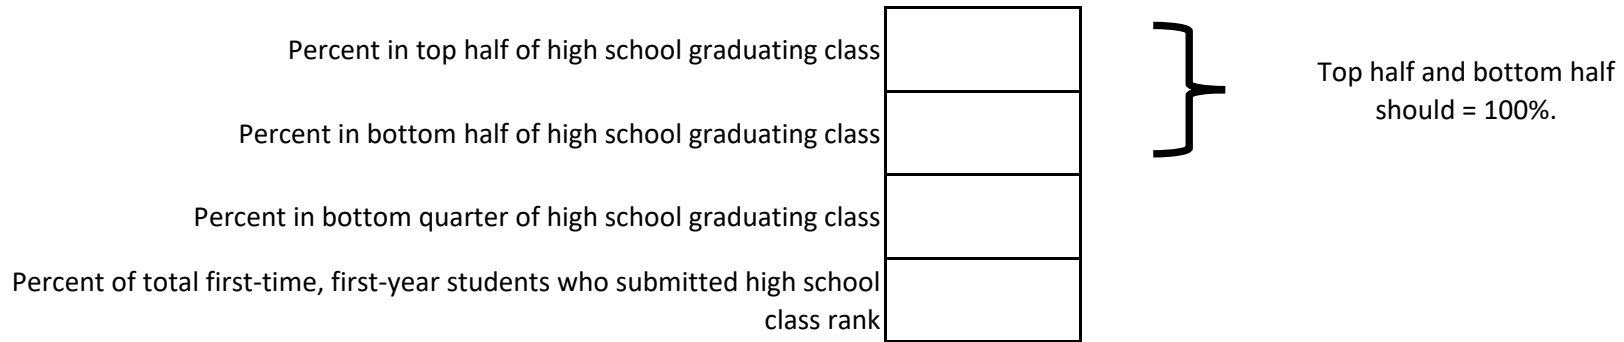 Percent in top half of high school graduating class
Top half and bottom half
should = 100%.
Percent in bottom half of high school graduating class
Percent in bottom quarter of high school graduating class
Percent of total first-time, first-year students who submitted high school
class rank